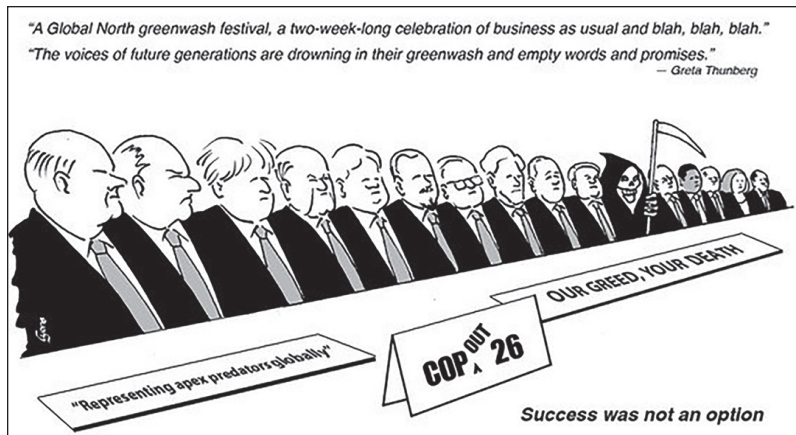 “A Global North greenwash festival, a two-week-long celebration of business as usual and blah, blah, blah.”
“The voices of future generations are drowning in their greenwash and empty words and promises.”
— Greta Thunberg
OUR GREED, YOUR DEATH
COP OUT 26
"Representing apex predators globally"
Success was not an option